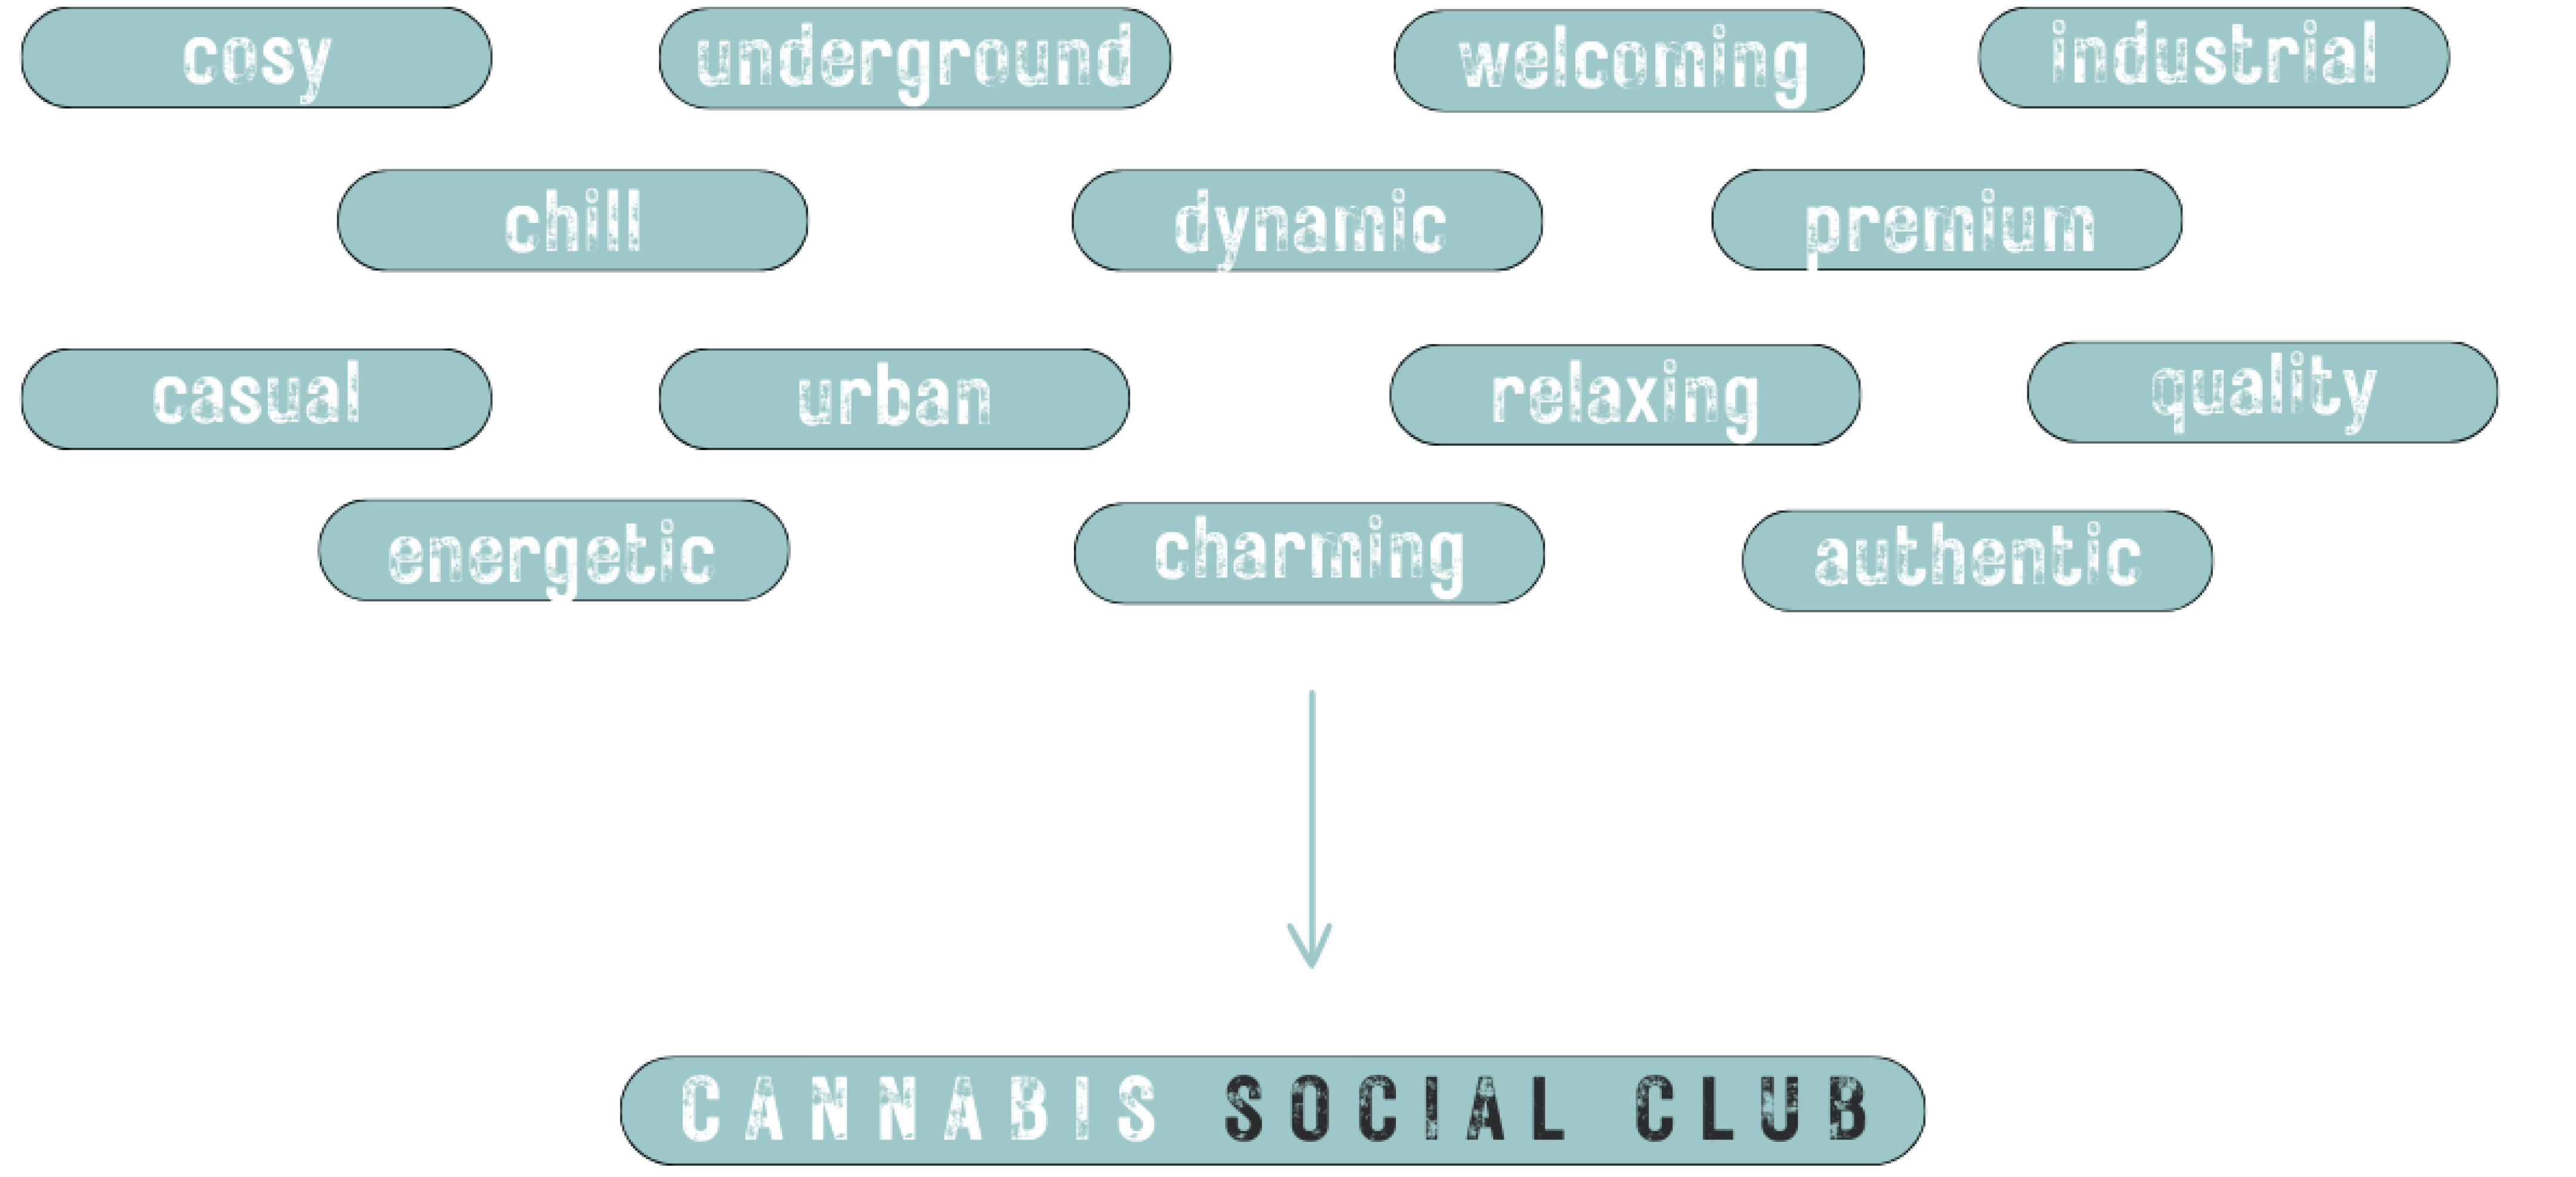 cosy underground welcoming industrial
chill dynamic premium
casual urban relaxing quality
energetic charming authentic
CANNABIS SOCIAL CLUB